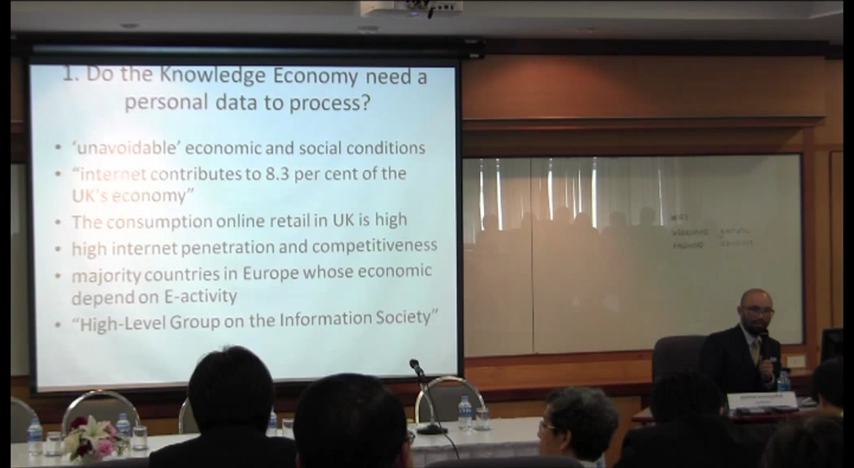 1. Do the Knowledge Economy need a
personal data to process?
• 'unavoidable' economic and social conditions
• "internet contributes to 8.3 per cent of the
UK's economy"
• The consumption online retail in UK is high
• high internet penetration and competitiveness
• majority countries in Europe whose economic
depend on E-activity
• "High-Level Group on the Information Society"